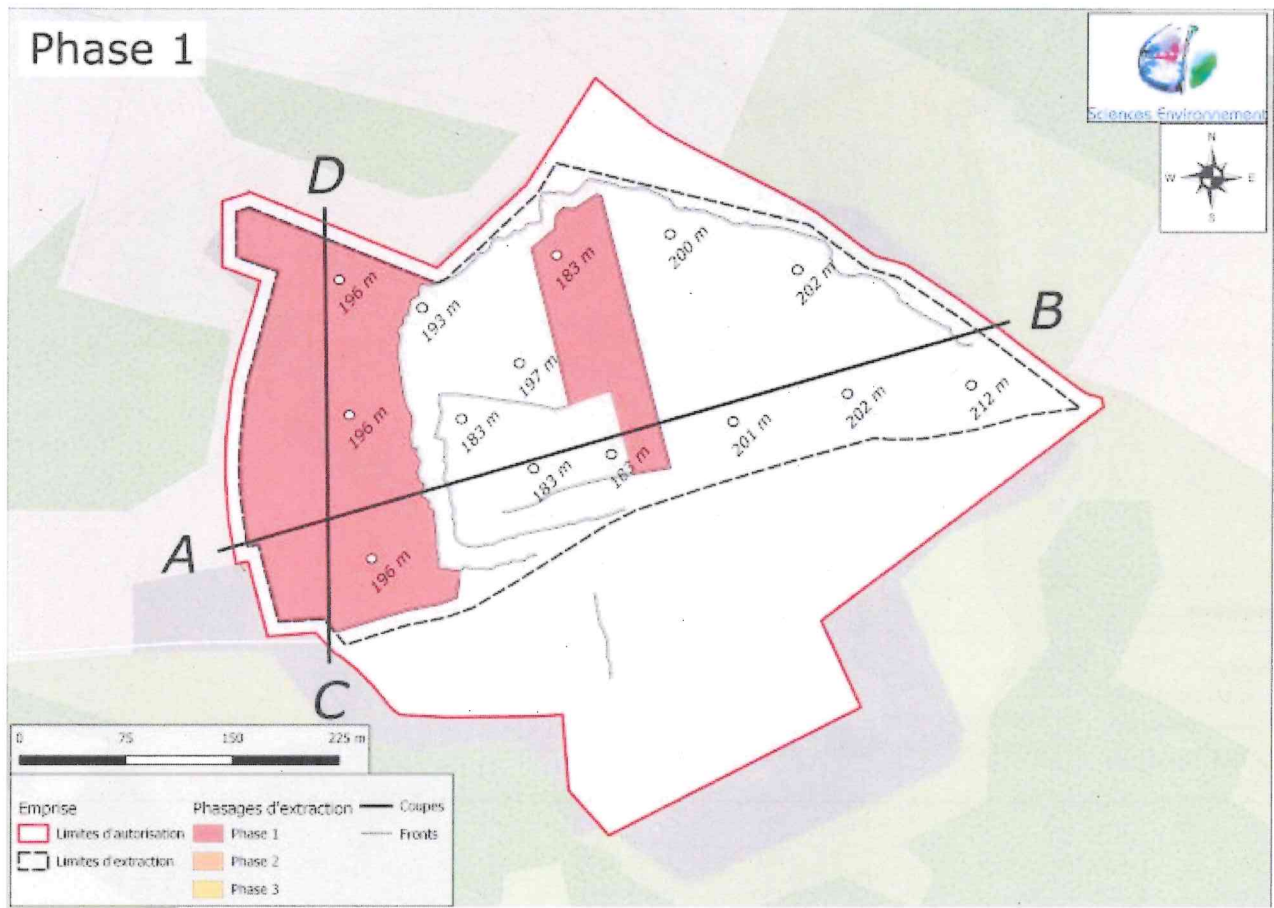 Phase 1
Sciences Environnement
N
W
E
S
D
196 m
193 m
183 m
200 m
202 m
B
197 m
196 m
183 m
183 m
183 m
201 m
202 m
212 m
A
196 m
C
0 75 150 225 m
Emprise
Limites d'autorisation
Limites d'extraction
Phasages d'extraction
Phase 1
Phase 2
Phase 3
Coupes
Fronts